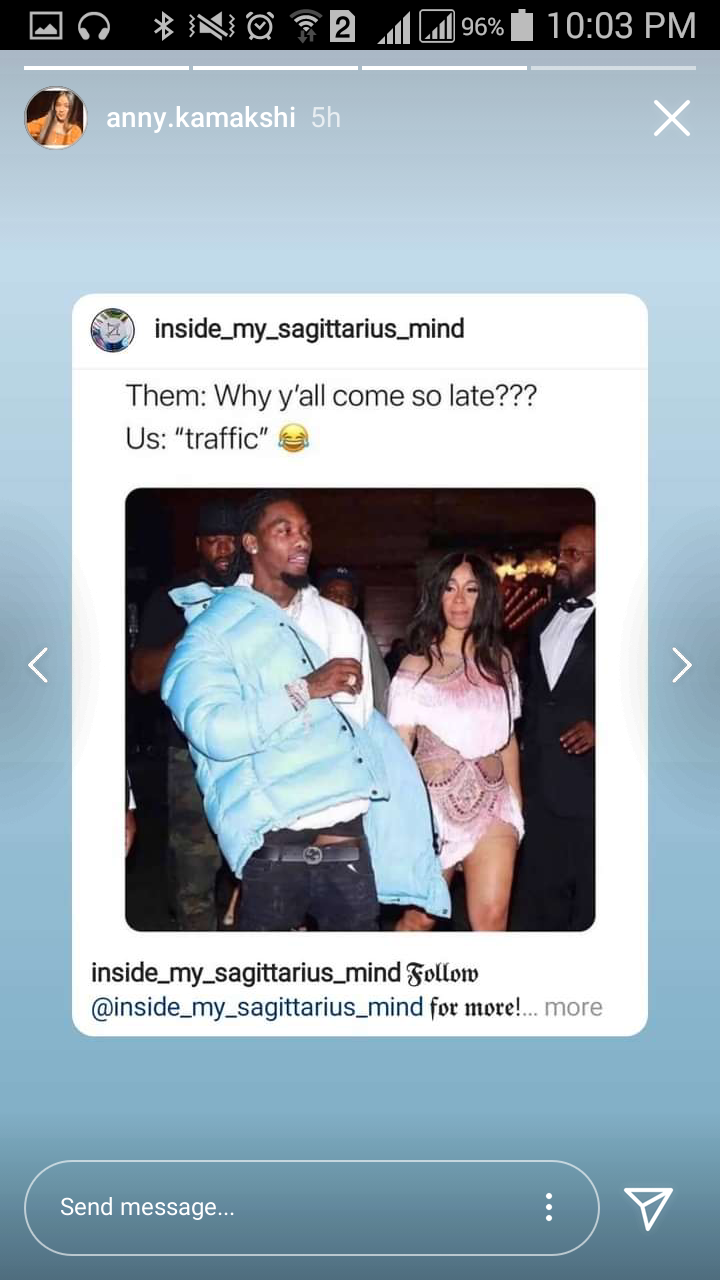 2 96% 10:03 PM
anny.kamakshi 5h
inside_my_sagittarius_mind
Them: Why y’all come so late???
Us: “traffic” 😂
inside_my_sagittarius_mind 𝕱𝖔𝖑𝖑𝖔𝖜
@inside_my_sagittarius_mind 𝖋𝖔𝖗 𝖒𝖔𝖗𝖊!... more
Send message...